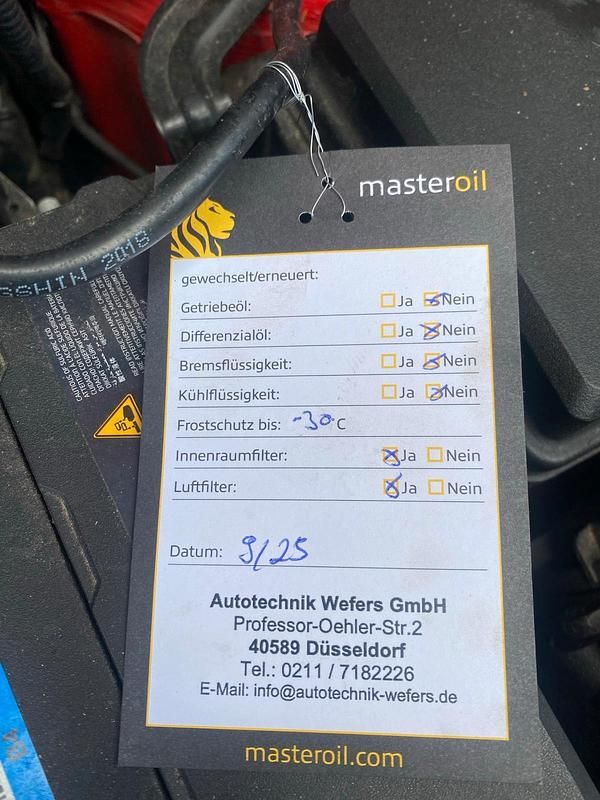 masteroil
SSHIN 2018
gewechselt/erneuert:
Getriebeöl: Ja Nein
Differenzialöl: Ja Nein
Bremsflüssigkeit: Ja Nein
Kühlflüssigkeit: Ja Nein
Frostschutz bis: -30°C
Innenraumfilter: Ja Nein
Luftfilter: Ja Nein
Datum: 9/25
Autotechnik Wefers GmbH
Professor-Oehler-Str.2
40589 Düsseldorf
Tel.: 0211 / 7182226
E-Mail: info@autotechnik-wefers.de
masteroil.com